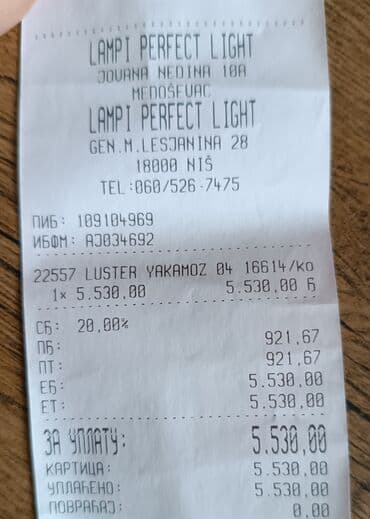 LAMPI PERFECT LIGHT
JOVANA NEDINA 10A
MEDOŠEVAC
LAMPI PERFECT LIGHT
GEN.M.LESJANINA 28
18000 NIŠ
TEL:060/526-7475
ПИБ: 109104969
ИБФМ: AJ034692
22557 LUSTER YAKAMOZ 04 16614/ko
1x 5.530,00 5.530,00 Ђ
СЂ: 20,00%
ПЂ: 921,67
ПТ: 921,67
ЕЂ: 5.530,00
ЕТ: 5.530,00
ЗА УПЛАТУ: 5.530,00
КАРТИЦА: 5.530,00
УПЛАЋЕНО: 5.530,00
ПОВРАЋАЈ: 0,00